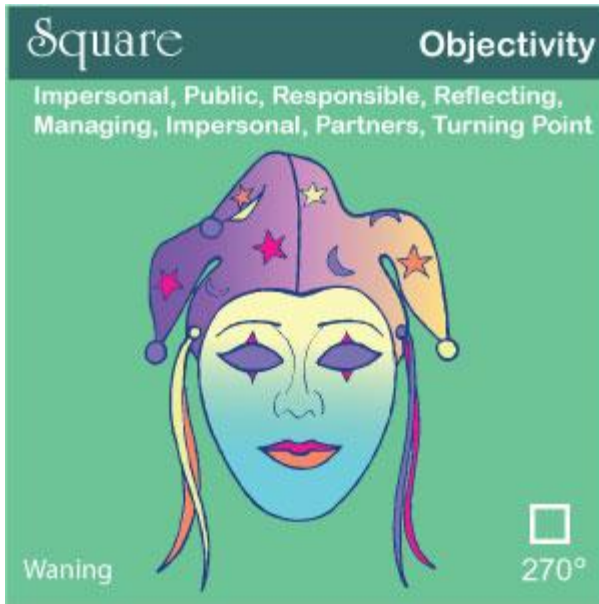 Square
Objectivity
Impersonal, Public, Responsible, Reflecting,
Managing, Impersonal, Partners, Turning Point
Waning
270°